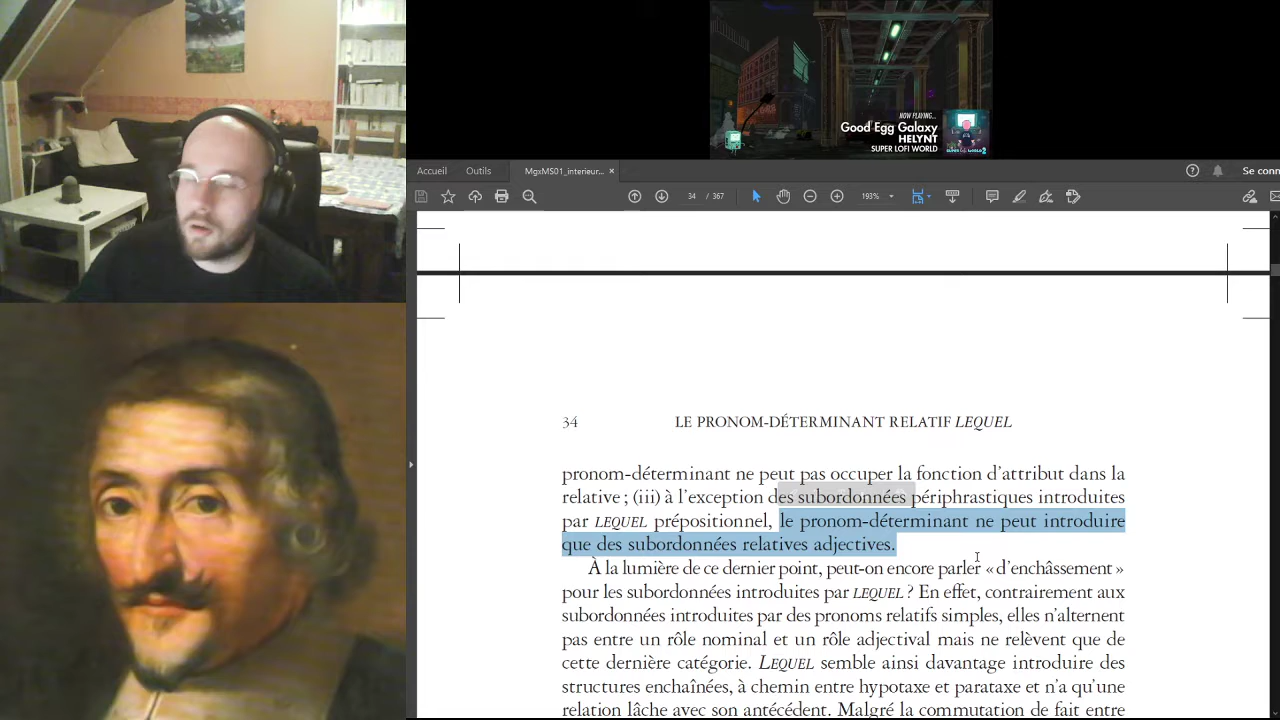 NOW PLAYING...
Good Egg Galaxy
HELYNT
SUPER LOFI WORLD
Accueil Outils MgxMS01_interieur... × Se conn
34 / 367 193%
34 LE PRONOM-DÉTERMINANT RELATIF LEQUEL
pronom-déterminant ne peut pas occuper la fonction d’attribut dans la
relative ; (iii) à l’exception des subordonnées périphrastiques introduites
par LEQUEL prépositionnel, le pronom-déterminant ne peut introduire
que des subordonnées relatives adjectives.
À la lumière de ce dernier point, peut-on encore parler « d’enchâssement »
pour les subordonnées introduites par LEQUEL ? En effet, contrairement aux
subordonnées introduites par des pronoms relatifs simples, elles n’alternent
pas entre un rôle nominal et un rôle adjectival mais ne relèvent que de
cette dernière catégorie. LEQUEL semble ainsi davantage introduire des
structures enchaînées, à chemin entre hypotaxe et parataxe et n’a qu’une
relation lâche avec son antécédent. Malgré la commutation de fait entre